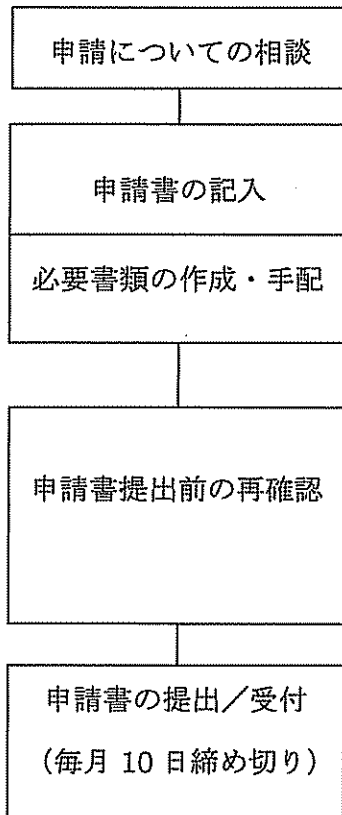 申請についての相談
申請書の記入
必要書類の作成・手配
申請書提出前の再確認
申請書の提出／受付
（毎月 10 日締め切り）